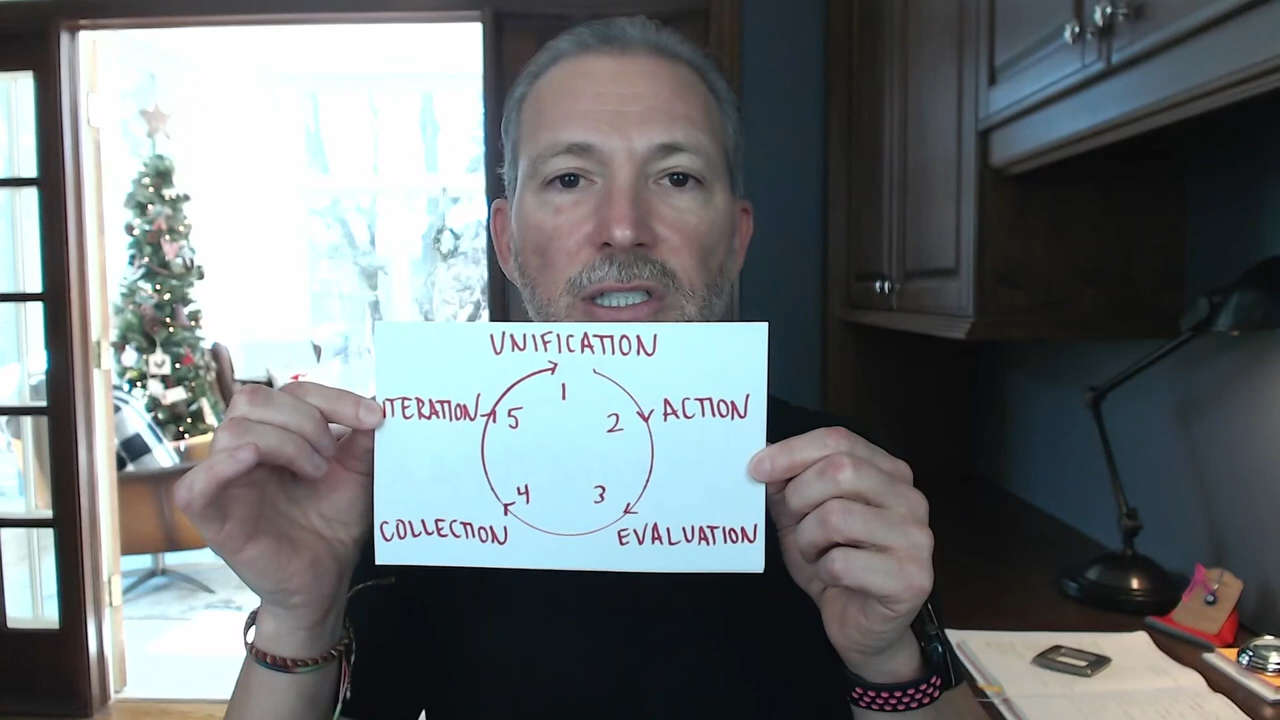 UNIFICATION
1
2 ACTION
3
EVALUATION
4
COLLECTION
ITERATION 5